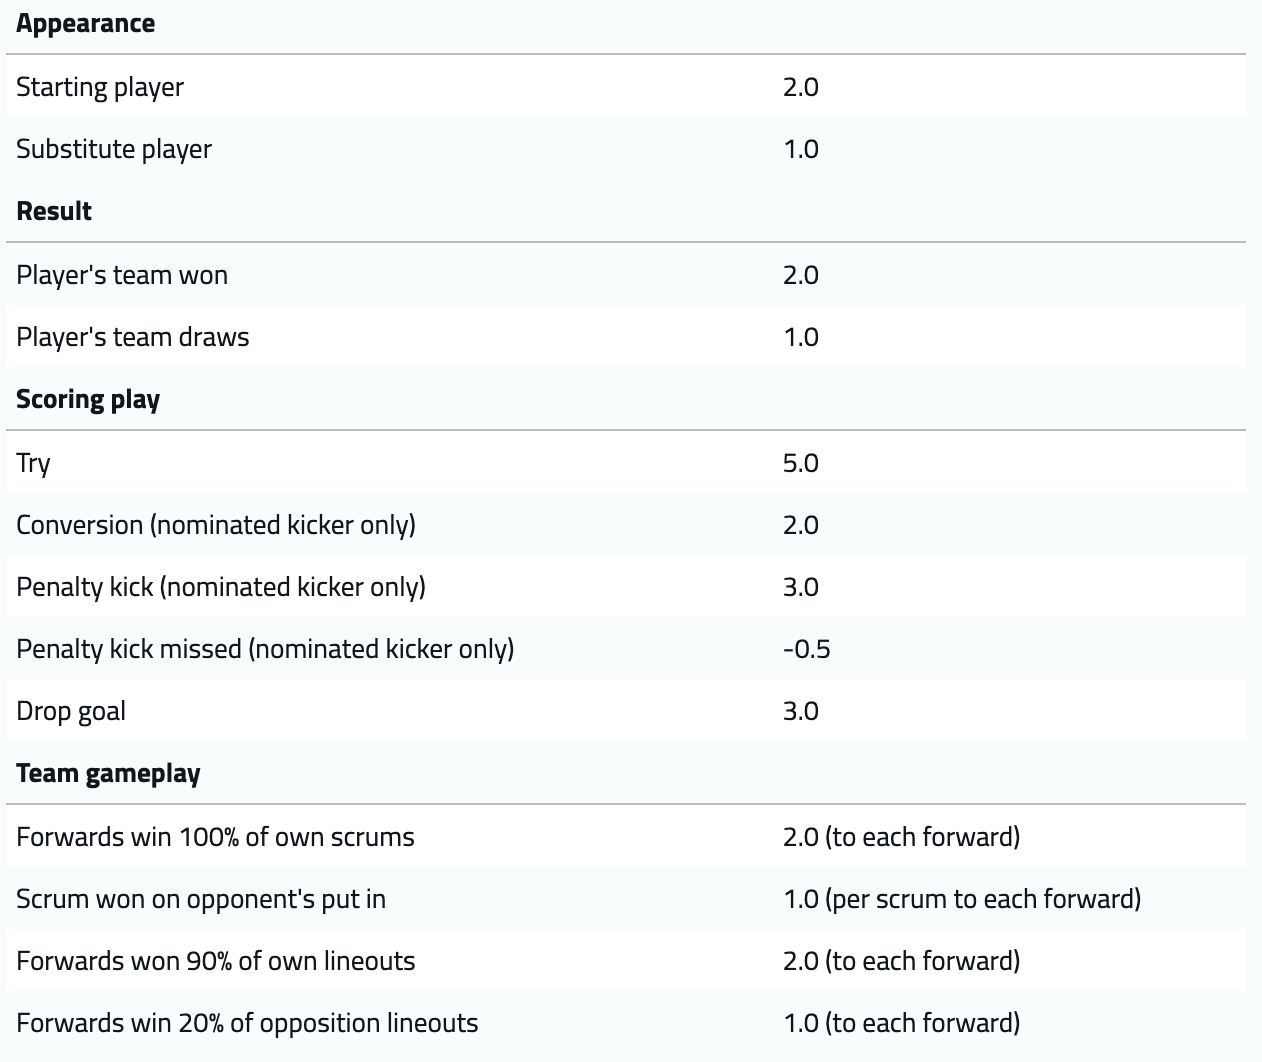 Appearance
Starting player 2.0
Substitute player 1.0
Result
Player's team won 2.0
Player's team draws 1.0
Scoring play
Try 5.0
Conversion (nominated kicker only) 2.0
Penalty kick (nominated kicker only) 3.0
Penalty kick missed (nominated kicker only) -0.5
Drop goal 3.0
Team gameplay
Forwards win 100% of own scrums 2.0 (to each forward)
Scrum won on opponent's put in 1.0 (per scrum to each forward)
Forwards won 90% of own lineouts 2.0 (to each forward)
Forwards win 20% of opposition lineouts 1.0 (to each forward)